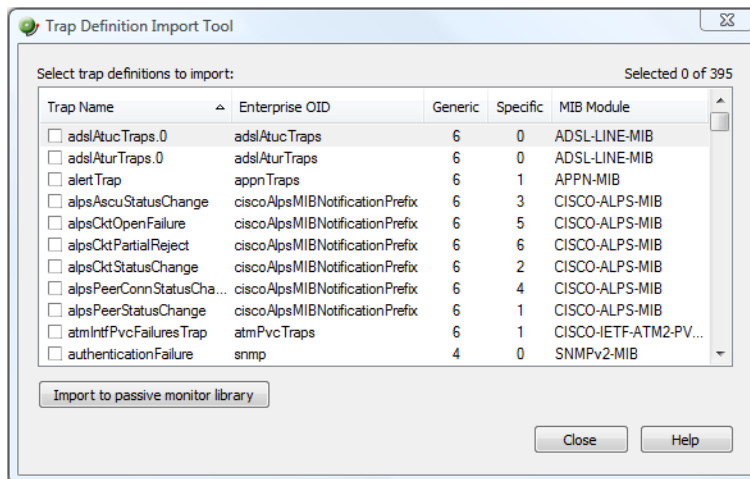 Trap Definition Import Tool
Select trap definitions to import: Selected 0 of 395
Trap Name Enterprise OID Generic Specific MIB Module
adslAtucTraps.0 adslAtucTraps 6 0 ADSL-LINE-MIB
adslAturTraps.0 adslAturTraps 6 0 ADSL-LINE-MIB
alertTrap appnTraps 6 1 APPN-MIB
alpsAscuStatusChange ciscoAlpsMIBNotificationPrefix 6 3 CISCO-ALPS-MIB
alpsCktOpenFailure ciscoAlpsMIBNotificationPrefix 6 5 CISCO-ALPS-MIB
alpsCktPartialReject ciscoAlpsMIBNotificationPrefix 6 6 CISCO-ALPS-MIB
alpsCktStatusChange ciscoAlpsMIBNotificationPrefix 6 2 CISCO-ALPS-MIB
alpsPeerConnStatusCha... ciscoAlpsMIBNotificationPrefix 6 4 CISCO-ALPS-MIB
alpsPeerStatusChange ciscoAlpsMIBNotificationPrefix 6 1 CISCO-ALPS-MIB
atmIntfPvcFailuresTrap atmPvcTraps 6 1 CISCO-IETF-ATM2-PV...
authenticationFailure snmp 4 0 SNMPv2-MIB
Import to passive monitor library
Close Help